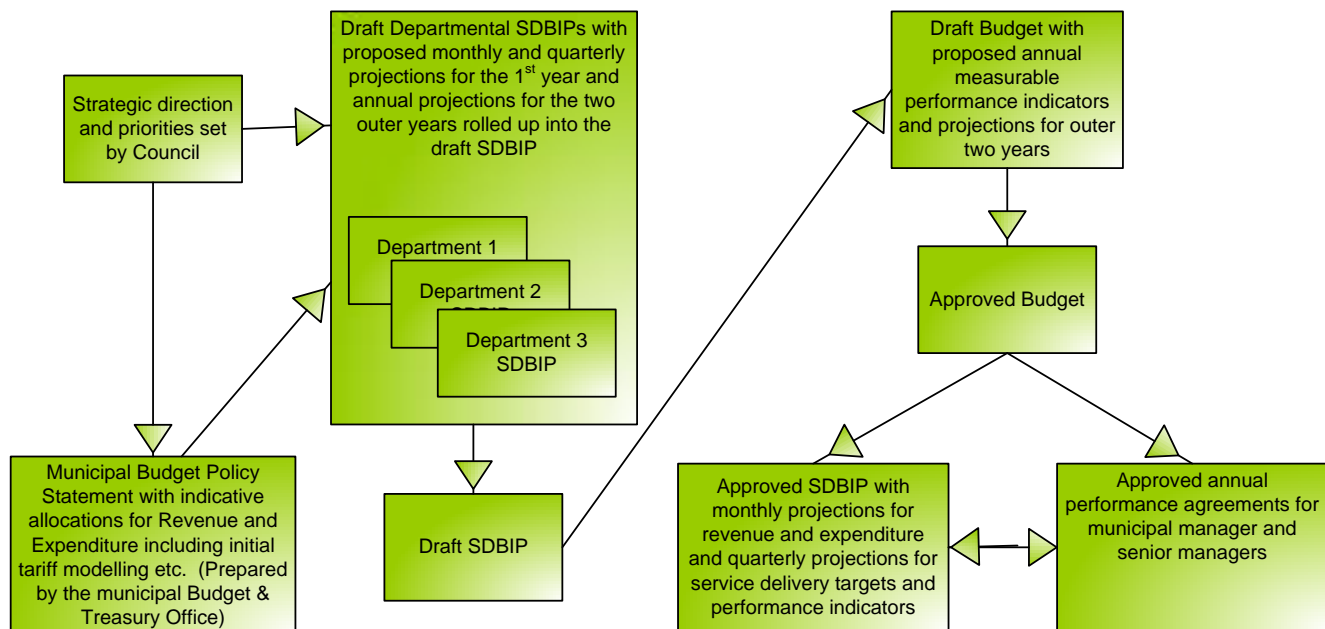 Strategic direction
and priorities set
by Council
Draft Departmental SDBIPs with
proposed monthly and quarterly
projections for the 1st year and
annual projections for the two
outer years rolled up into the
draft SDBIP
Department 1
Department 2
SDBIP
Department 3
SDBIP
Municipal Budget Policy
Statement with indicative
allocations for Revenue and
Expenditure including initial
tariff modelling etc. (Prepared
by the municipal Budget &
Treasury Office)
Draft SDBIP
Draft Budget with
proposed annual
measurable
performance indicators
and projections for outer
two years
Approved Budget
Approved SDBIP with
monthly projections for
revenue and expenditure
and quarterly projections for
service delivery targets and
performance indicators
Approved annual
performance agreements for
municipal manager and
senior managers